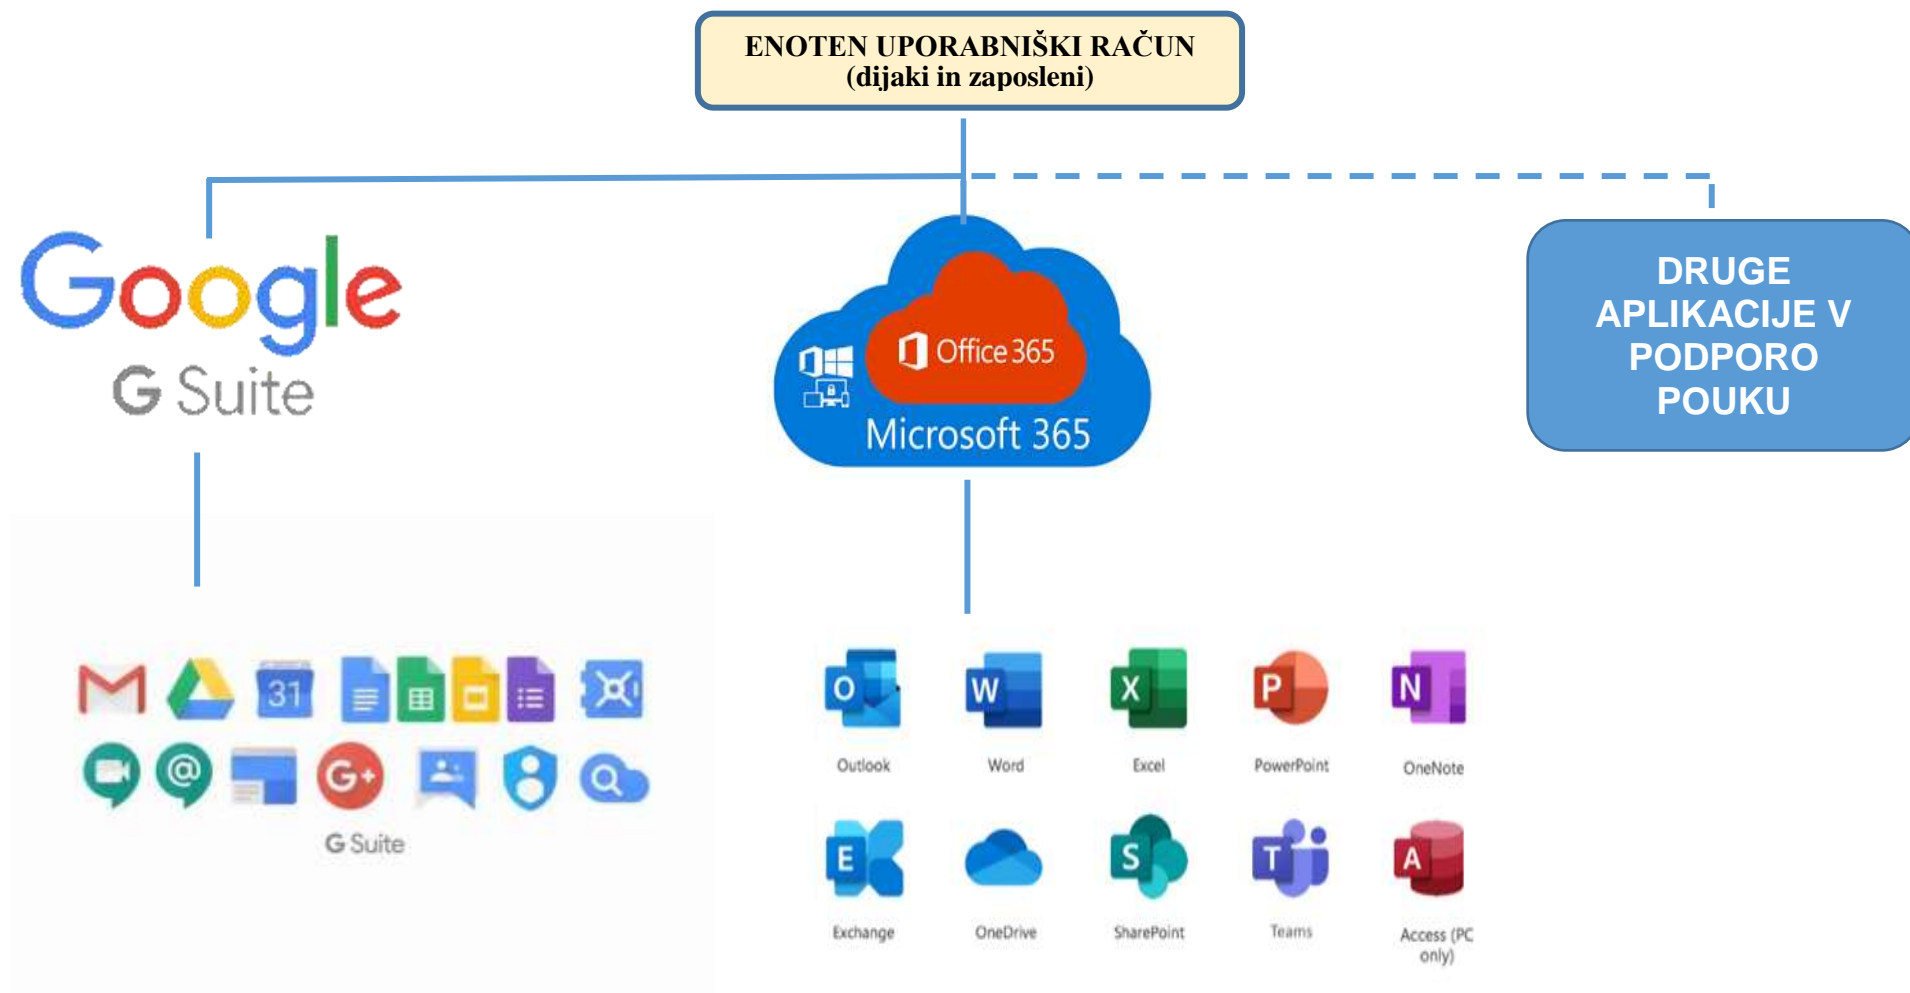 ENOTEN UPORABNIŠKI RAČUN
(dijaki in zaposleni)
Google
G Suite
Office 365
Microsoft 365
DRUGE
APLIKACIJE V
PODPORO
POUKU
31
G+
G Suite
O
W
X
P
N
Outlook
Word
Excel
PowerPoint
OneNote
E
S
T
A
Exchange
OneDrive
SharePoint
Teams
Access (PC
only)